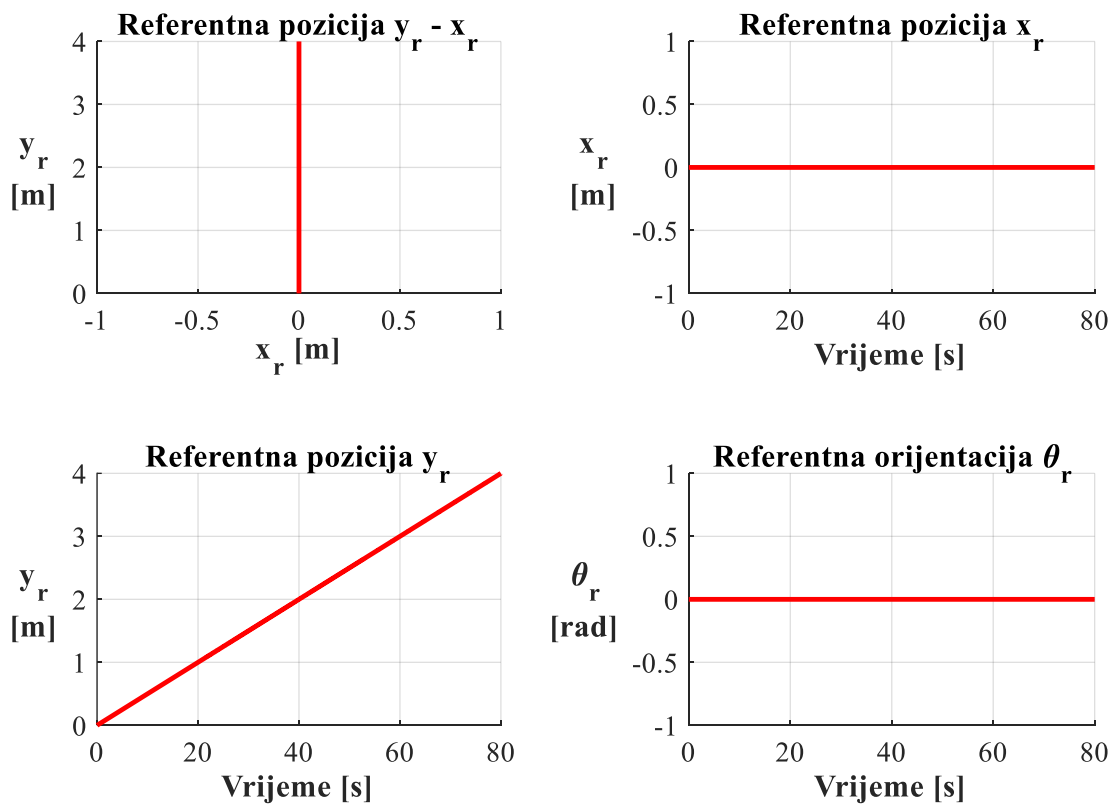 Referentna pozicija y_r - x_r
4
3
2
1
0
y_r
[m]
-1 -0.5 0 0.5 1
x_r [m]
Referentna pozicija x_r
1
0.5
0
-0.5
-1
x_r
[m]
0 20 40 60 80
Vrijeme [s]
Referentna pozicija y_r
4
3
2
1
0
y_r
[m]
0 20 40 60 80
Vrijeme [s]
Referentna orijentacija θ_r
1
0.5
0
-0.5
-1
θ_r
[rad]
0 20 40 60 80
Vrijeme [s]